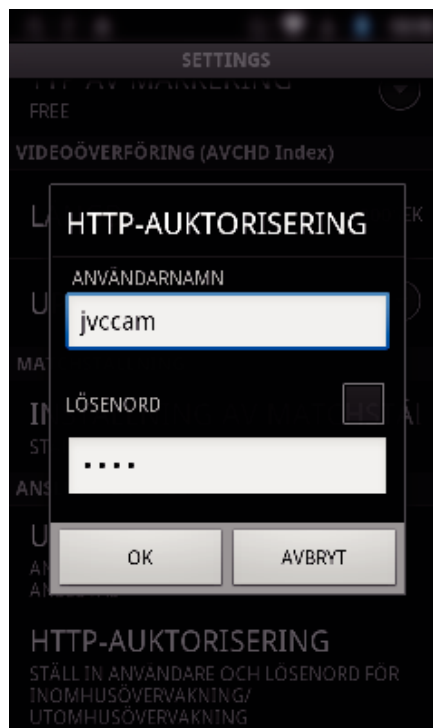 SETTINGS
FREE
VIDEOÖVERFÖRING (AVCHD Index)
HTTP-AUKTORISERING
ANVÄNDARNAMN
jvccam
LÖSENORD
••••
OK
AVBRYT
HTTP-AUKTORISERING
STÄLL IN ANVÄNDARE OCH LÖSENORD FÖR
INOMHUSÖVERVAKNING/
UTOMHUSÖVERVAKNING